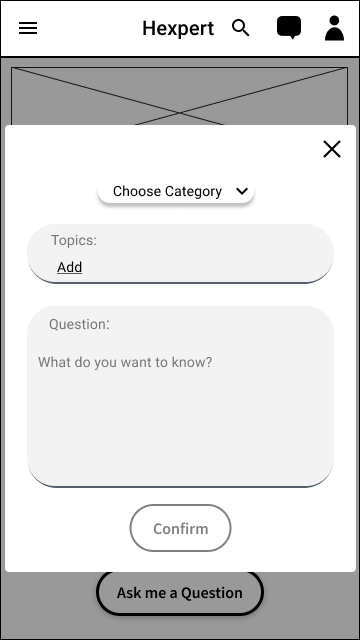 Hexpert
Choose Category
Topics:
Add
Question:
What do you want to know?
Confirm
Ask me a Question